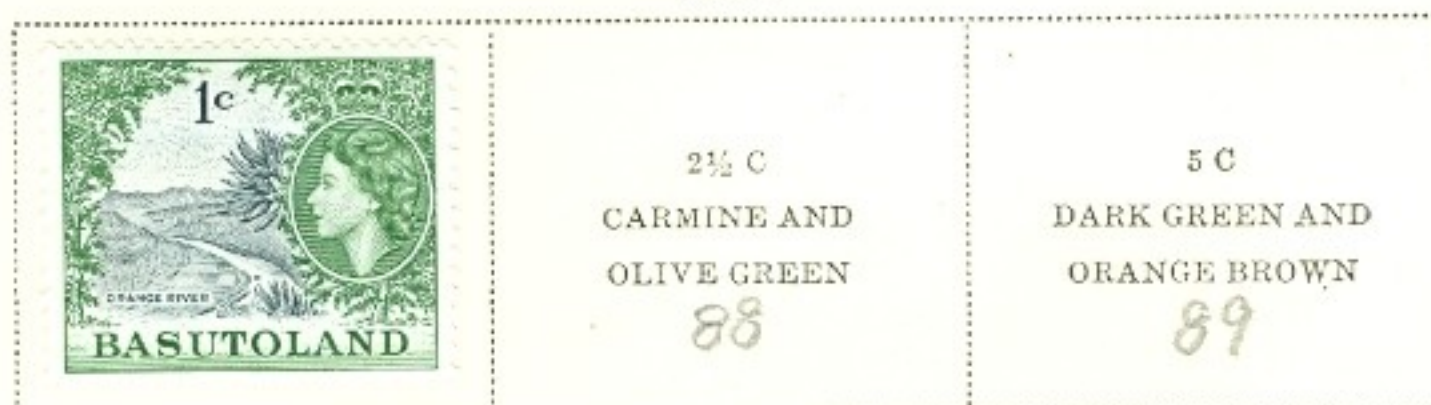 1c
ORANGE RIVER
BASUTOLAND
2½ C
CARMINE AND
OLIVE GREEN
88
5 C
DARK GREEN AND
ORANGE BROWN
89